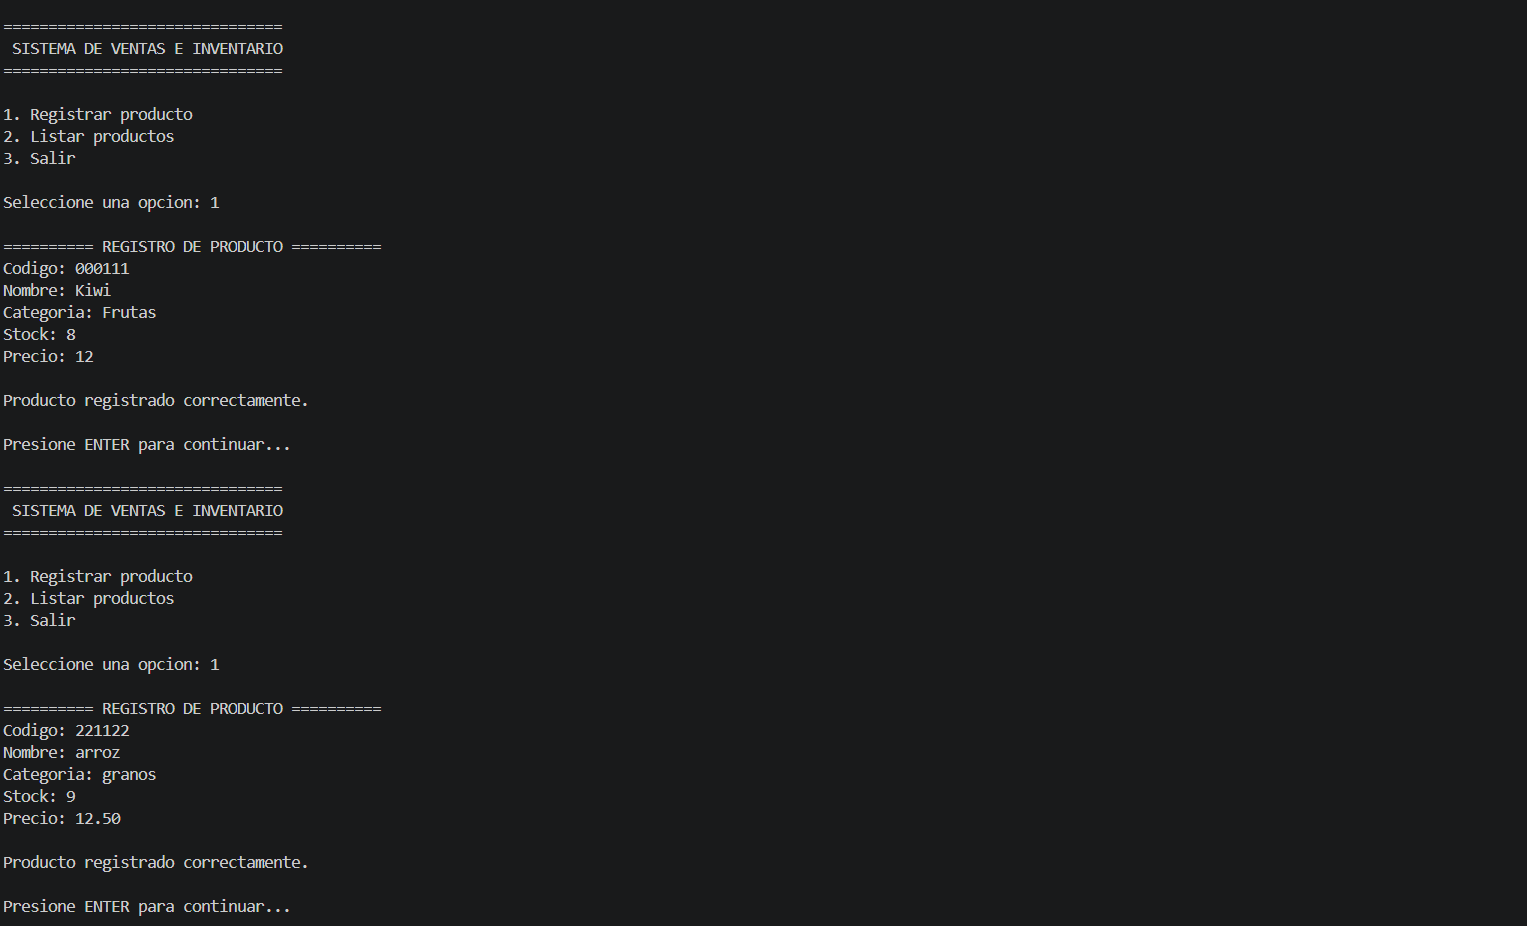 ===============================
 SISTEMA DE VENTAS E INVENTARIO
===============================
1. Registrar producto
2. Listar productos
3. Salir
Seleccione una opcion: 1
========== REGISTRO DE PRODUCTO ==========
Codigo: 000111
Nombre: Kiwi
Categoria: Frutas
Stock: 8
Precio: 12
Producto registrado correctamente.
Presione ENTER para continuar...
===============================
 SISTEMA DE VENTAS E INVENTARIO
===============================
1. Registrar producto
2. Listar productos
3. Salir
Seleccione una opcion: 1
========== REGISTRO DE PRODUCTO ==========
Codigo: 221122
Nombre: arroz
Categoria: granos
Stock: 9
Precio: 12.50
Producto registrado correctamente.
Presione ENTER para continuar...